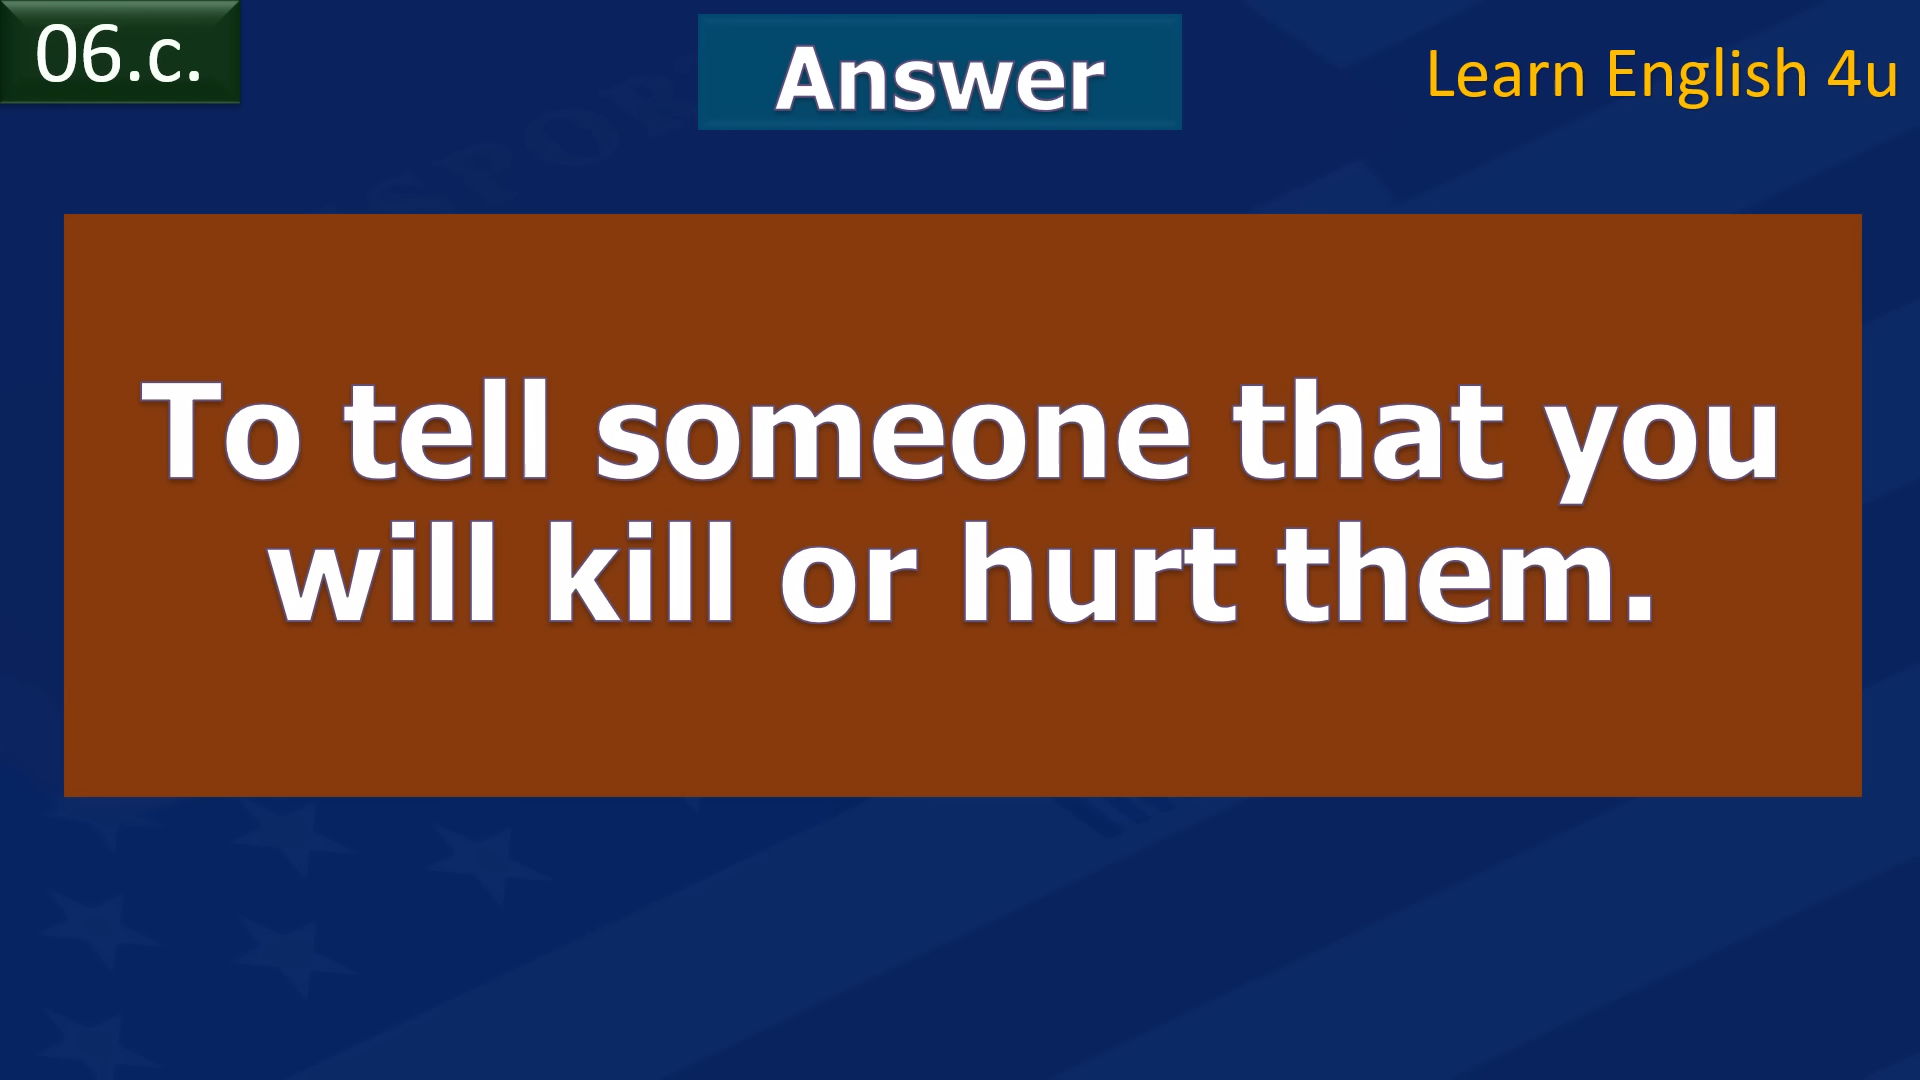 06.c.
Answer
Learn English 4u
To tell someone that you
will kill or hurt them.